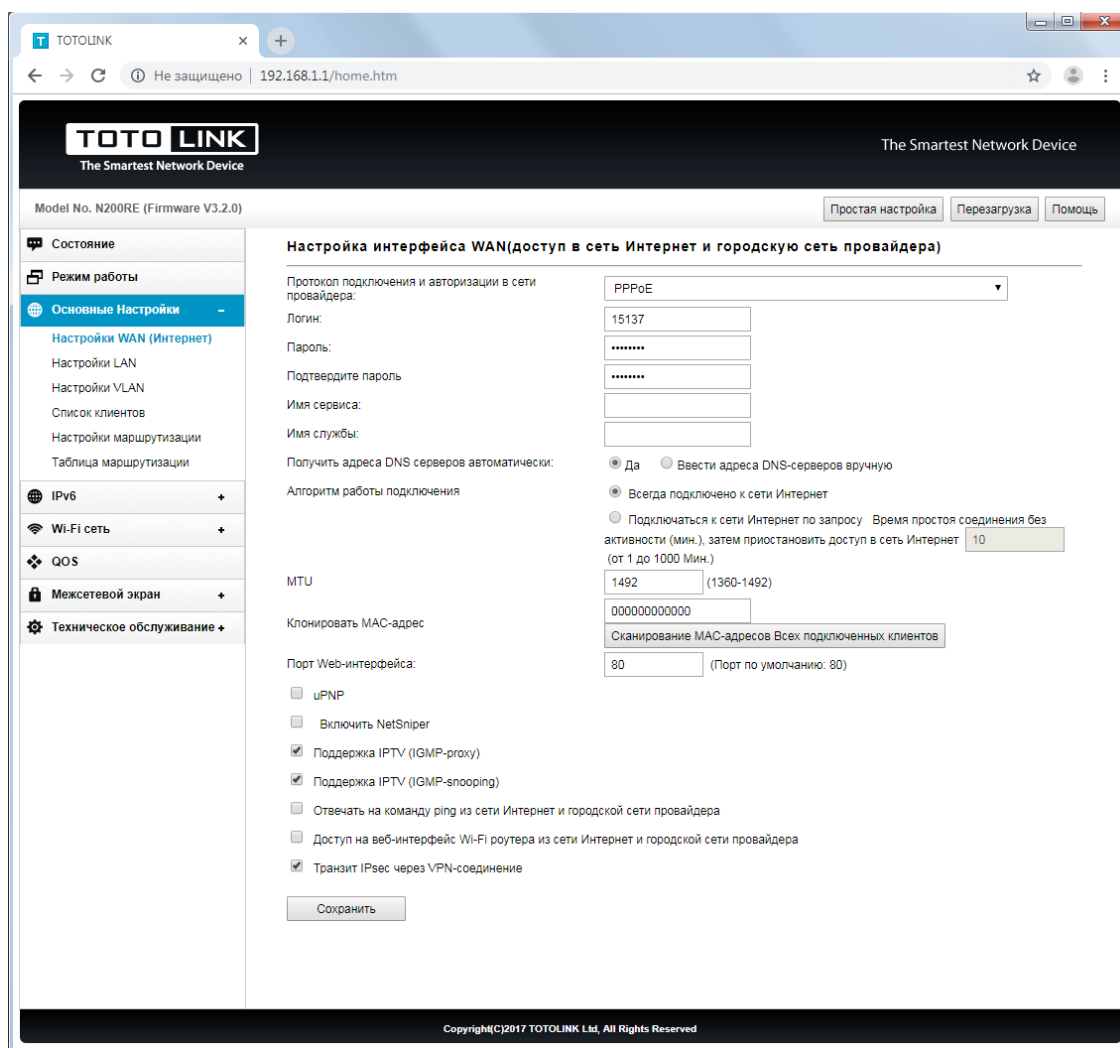 TOTOLINK
Не защищено 192.168.1.1/home.htm
TOTO LINK
The Smartest Network Device
The Smartest Network Device
Model No. N200RE (Firmware V3.2.0)
Простая настройка Перезагрузка Помощь
Состояние
Режим работы
Основные Настройки -
Настройки WAN (Интернет)
Настройки LAN
Настройки VLAN
Список клиентов
Настройки маршрутизации
Таблица маршрутизации
IPv6 +
Wi-Fi сеть +
QOS
Межсетевой экран +
Техническое обслуживание +
Настройка интерфейса WAN(доступ в сеть Интернет и городскую сеть провайдера)
Протокол подключения и авторизации в сети
провайдера:
PPPoE
Логин: 15137
Пароль: ••••••••
Подтвердите пароль ••••••••
Имя сервиса:
Имя службы:
Получить адреса DNS серверов автоматически: Да Ввести адреса DNS-серверов вручную
Алгоритм работы подключения Всегда подключено к сети Интернет
Подключаться к сети Интернет по запросу Время простоя соединения без
активности (мин.), затем приостановить доступ в сеть Интернет 10
(от 1 до 1000 Мин.)
MTU 1492 (1360-1492)
Клонировать MAC-адрес 000000000000
Сканирование MAC-адресов Всех подключенных клиентов
Порт Web-интерфейса: 80 (Порт по умолчанию: 80)
uPNP
Включить NetSniper
Поддержка IPTV (IGMP-proxy)
Поддержка IPTV (IGMP-snooping)
Отвечать на команду ping из сети Интернет и городской сети провайдера
Доступ на веб-интерфейс Wi-Fi роутера из сети Интернет и городской сети провайдера
Транзит IPsec через VPN-соединение
Сохранить
Copyright(C)2017 TOTOLINK Ltd, All Rights Reserved